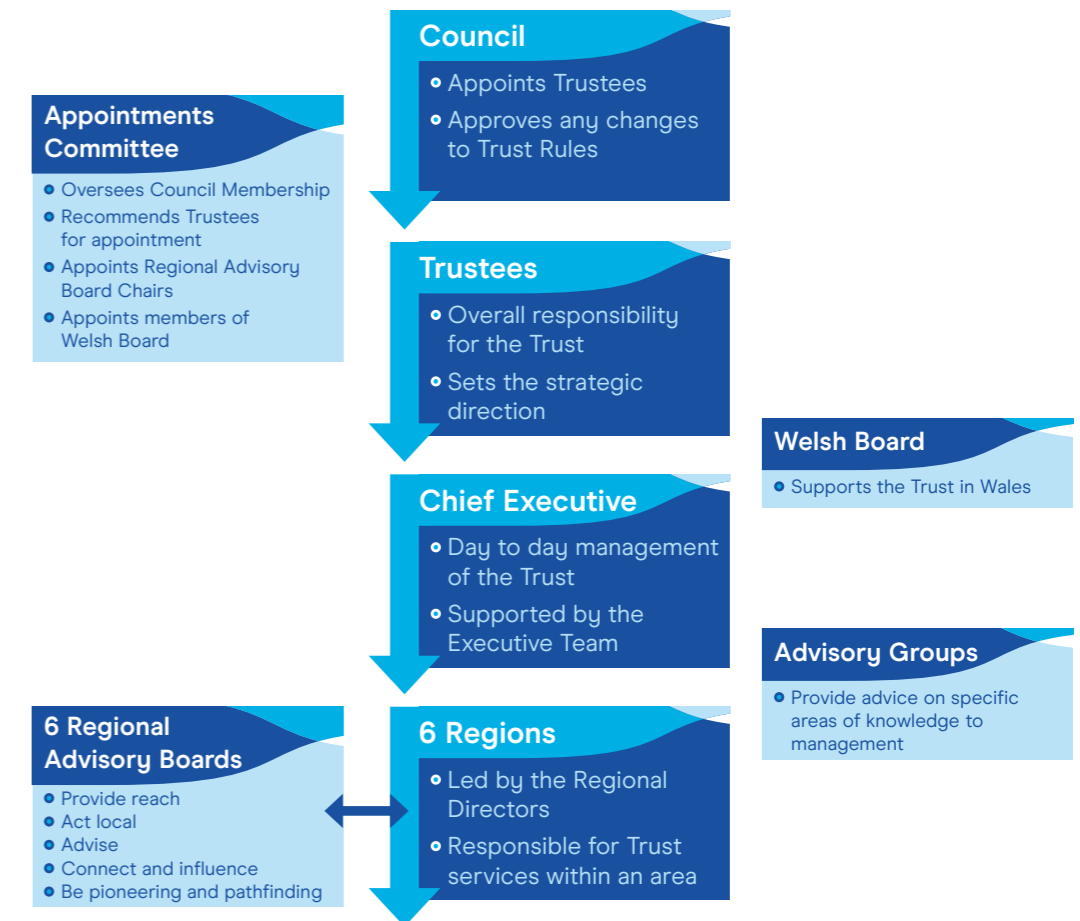 Council
Appoints Trustees
Approves any changes
to Trust Rules
Appointments
Committee
Oversees Council Membership
Recommends Trustees
for appointment
Appoints Regional Advisory
Board Chairs
Appoints members of
Welsh Board
Trustees
Overall responsibility
for the Trust
Sets the strategic
direction
Welsh Board
Supports the Trust in Wales
Chief Executive
Day to day management
of the Trust
Supported by the
Executive Team
Advisory Groups
Provide advice on specific
areas of knowledge to
management
6 Regional
Advisory Boards
Provide reach
Act local
Advise
Connect and influence
Be pioneering and pathfinding
6 Regions
Led by the Regional
Directors
Responsible for Trust
services within an area